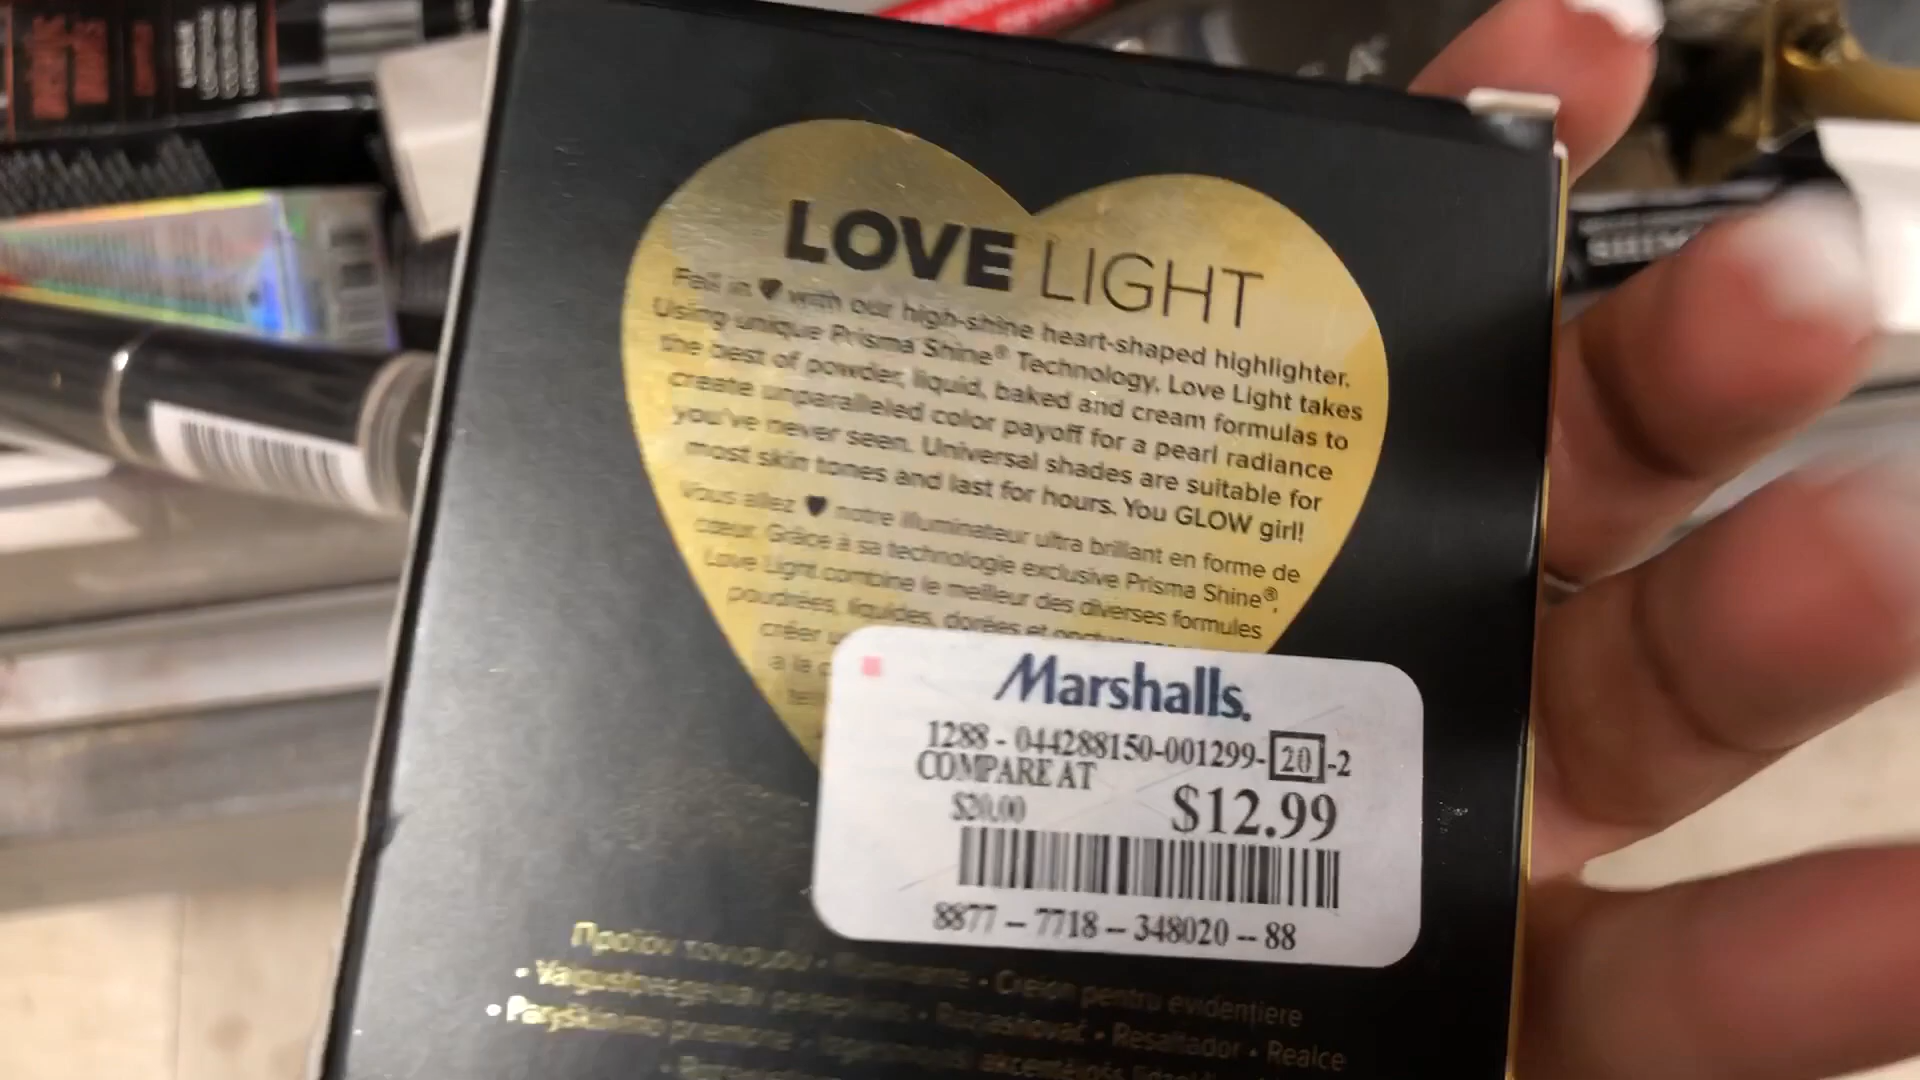 LOVE LIGHT
Fall in ♥ with our high-shine heart-shaped highlighter.
Using unique Prisma Shine® Technology, Love Light takes
the best of powder, liquid, baked and cream formulas to
create unparalleled color payoff for a pearl radiance
you've never seen. Universal shades are suitable for
most skin tones and last for hours. You GLOW girl!
Vous allez ♥ notre illuminateur ultra brillant en forme de
cœur. Grâce à sa technologie exclusive Prisma Shine®,
Love Light combine le meilleur des diverses formules
poudrées, liquides, dorées et
créer
a la
Marshalls.
1288 - 044288150-001299-20-2
COMPARE AT
$20.00
$12.99
8877 - 7718 - 348020 - 88
Προϊόν τονισμού • • Creion pentru evidențiere
• Resaltador • Realce